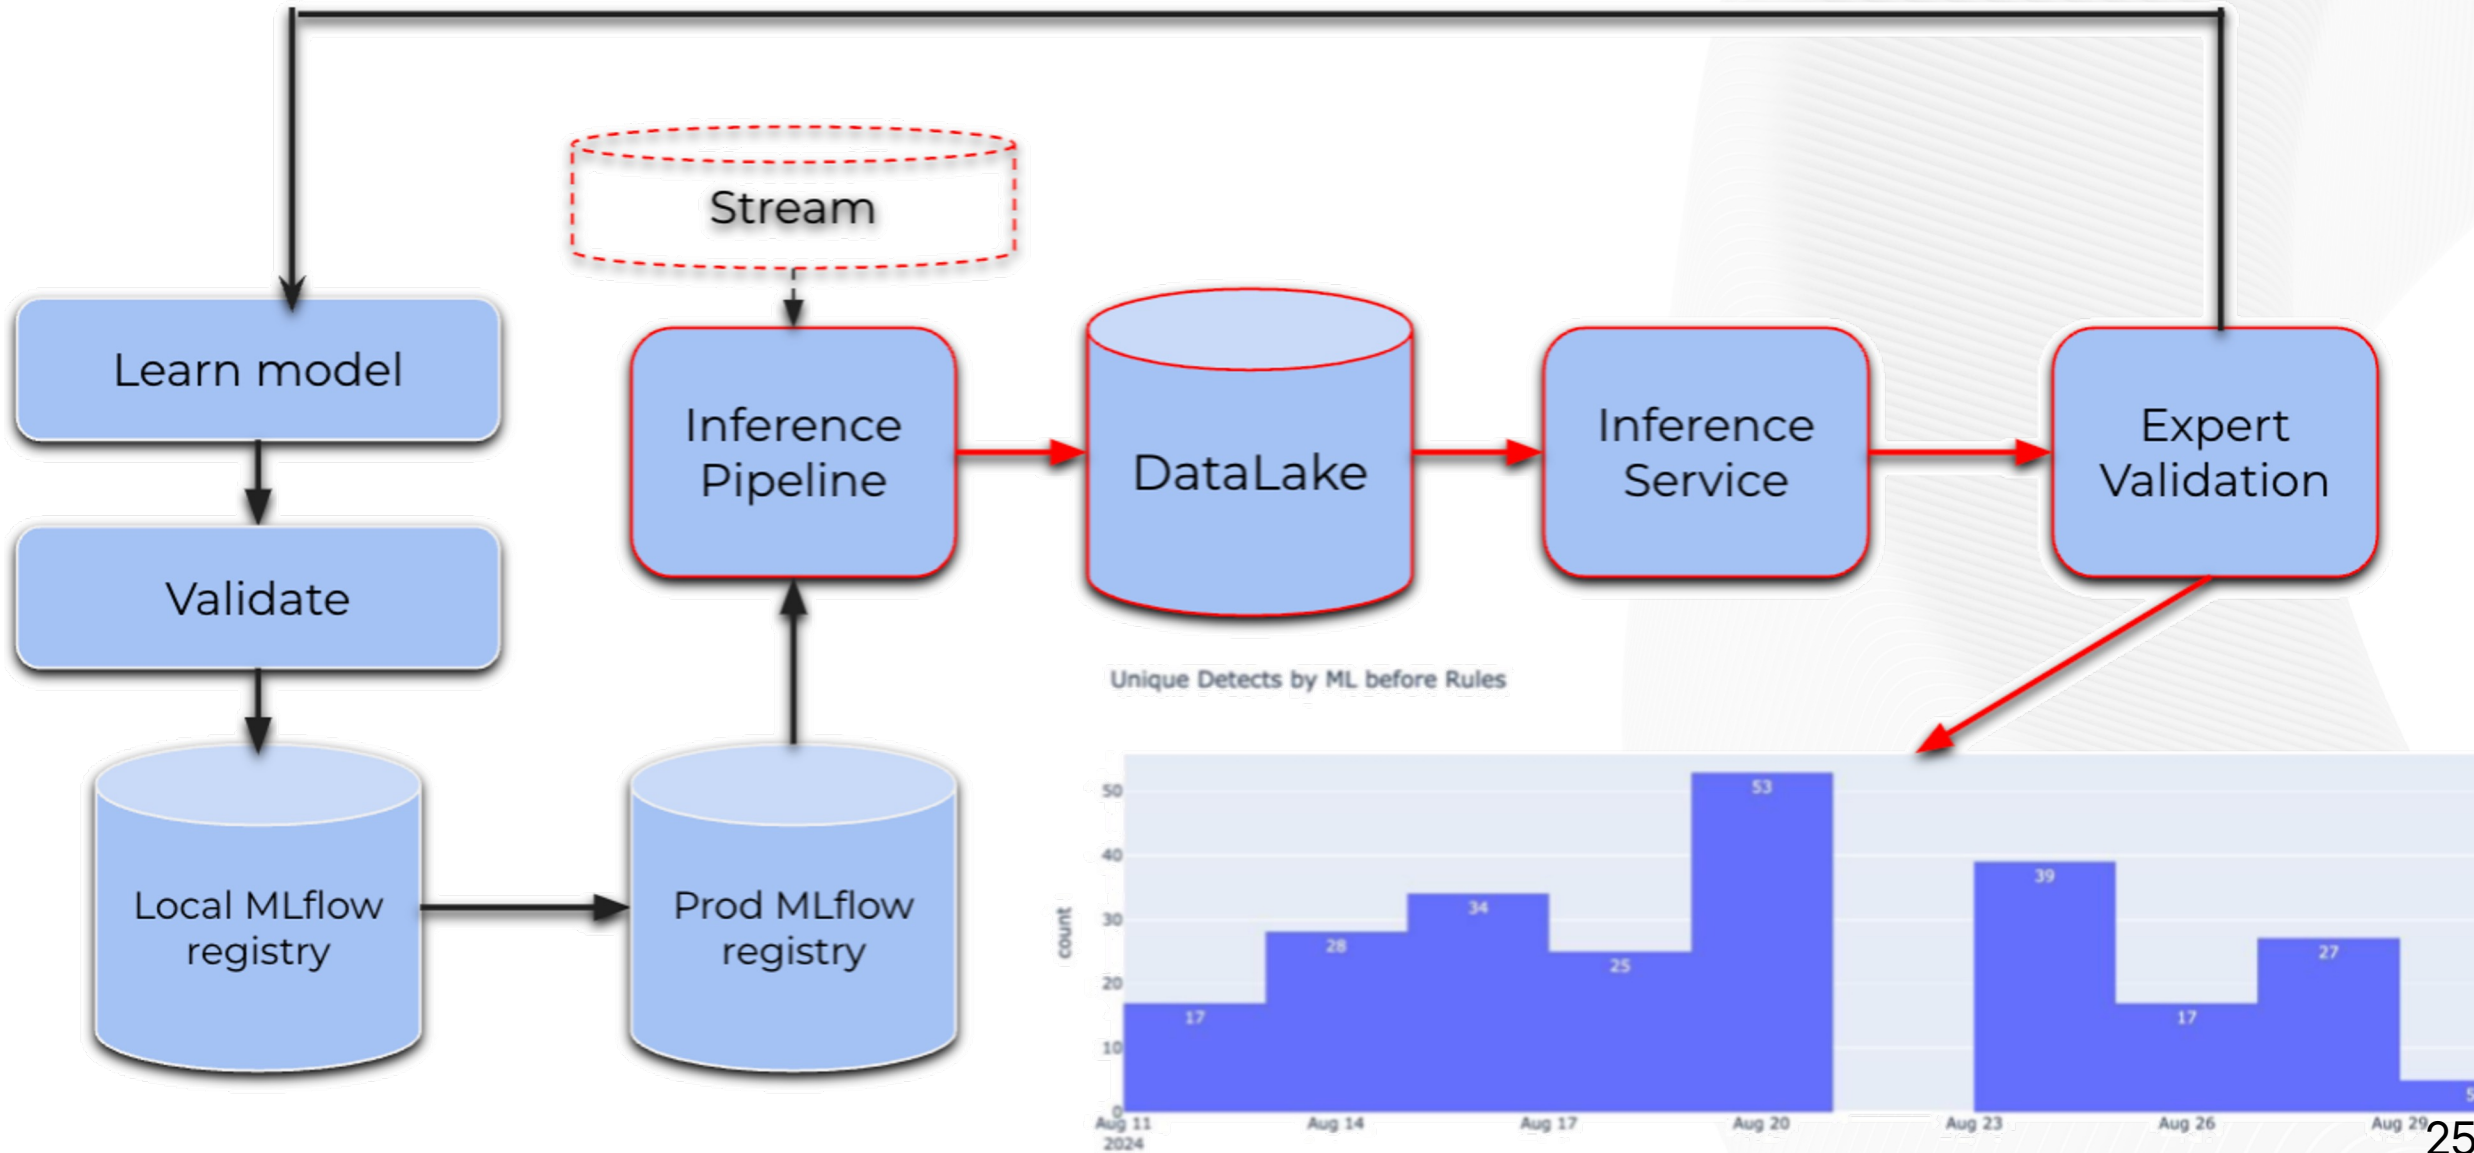 Stream
Learn model
Inference
Pipeline
DataLake
Inference
Service
Expert
Validation
Validate
Local MLflow
registry
Prod MLflow
registry
Unique Detects by ML before Rules
count
50
40
30
20
10
0
17
28
34
25
53
39
17
27
5
Aug 11
2024
Aug 14
Aug 17
Aug 20
Aug 23
Aug 26
Aug 29
25